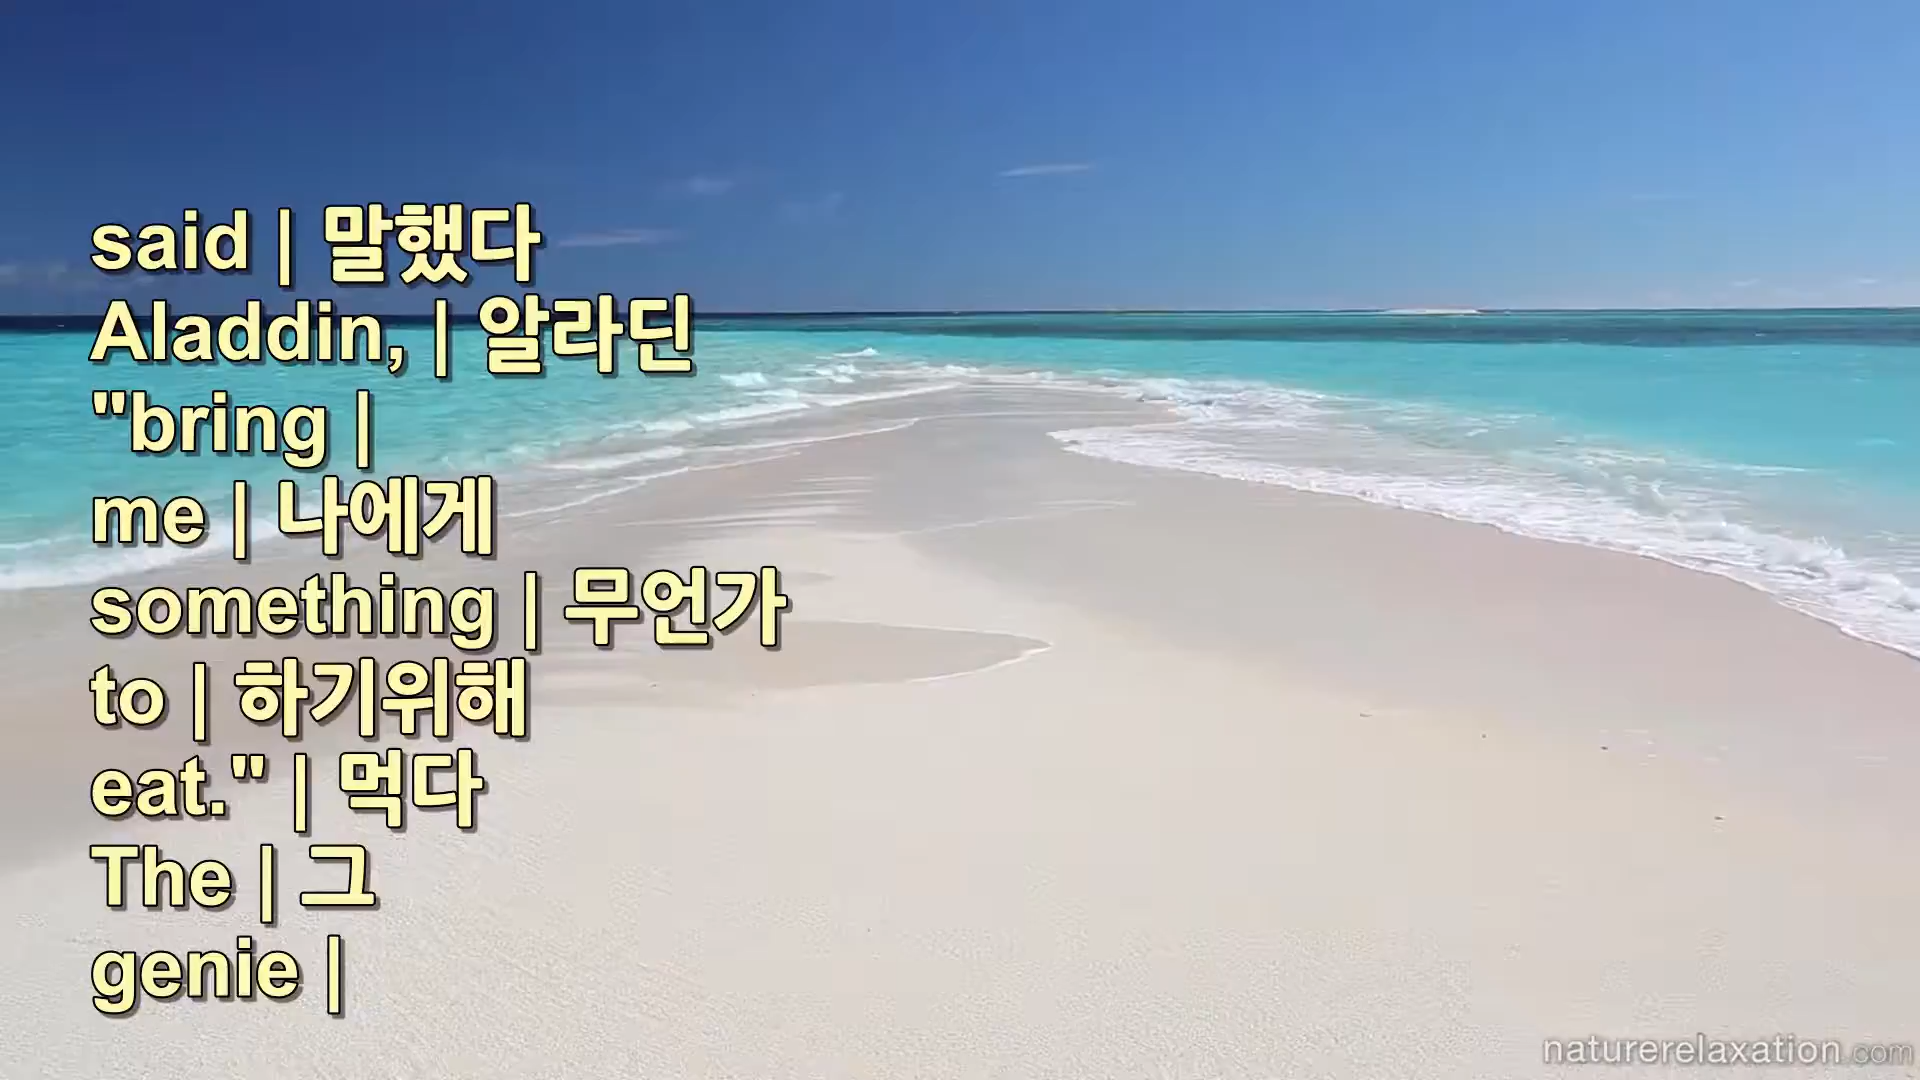 said | 말했다
Aladdin, | 알라딘
"bring |
me | 나에게
something | 무언가
to | 하기위해
eat." | 먹다
The | 그
genie |
naturerelaxation.com